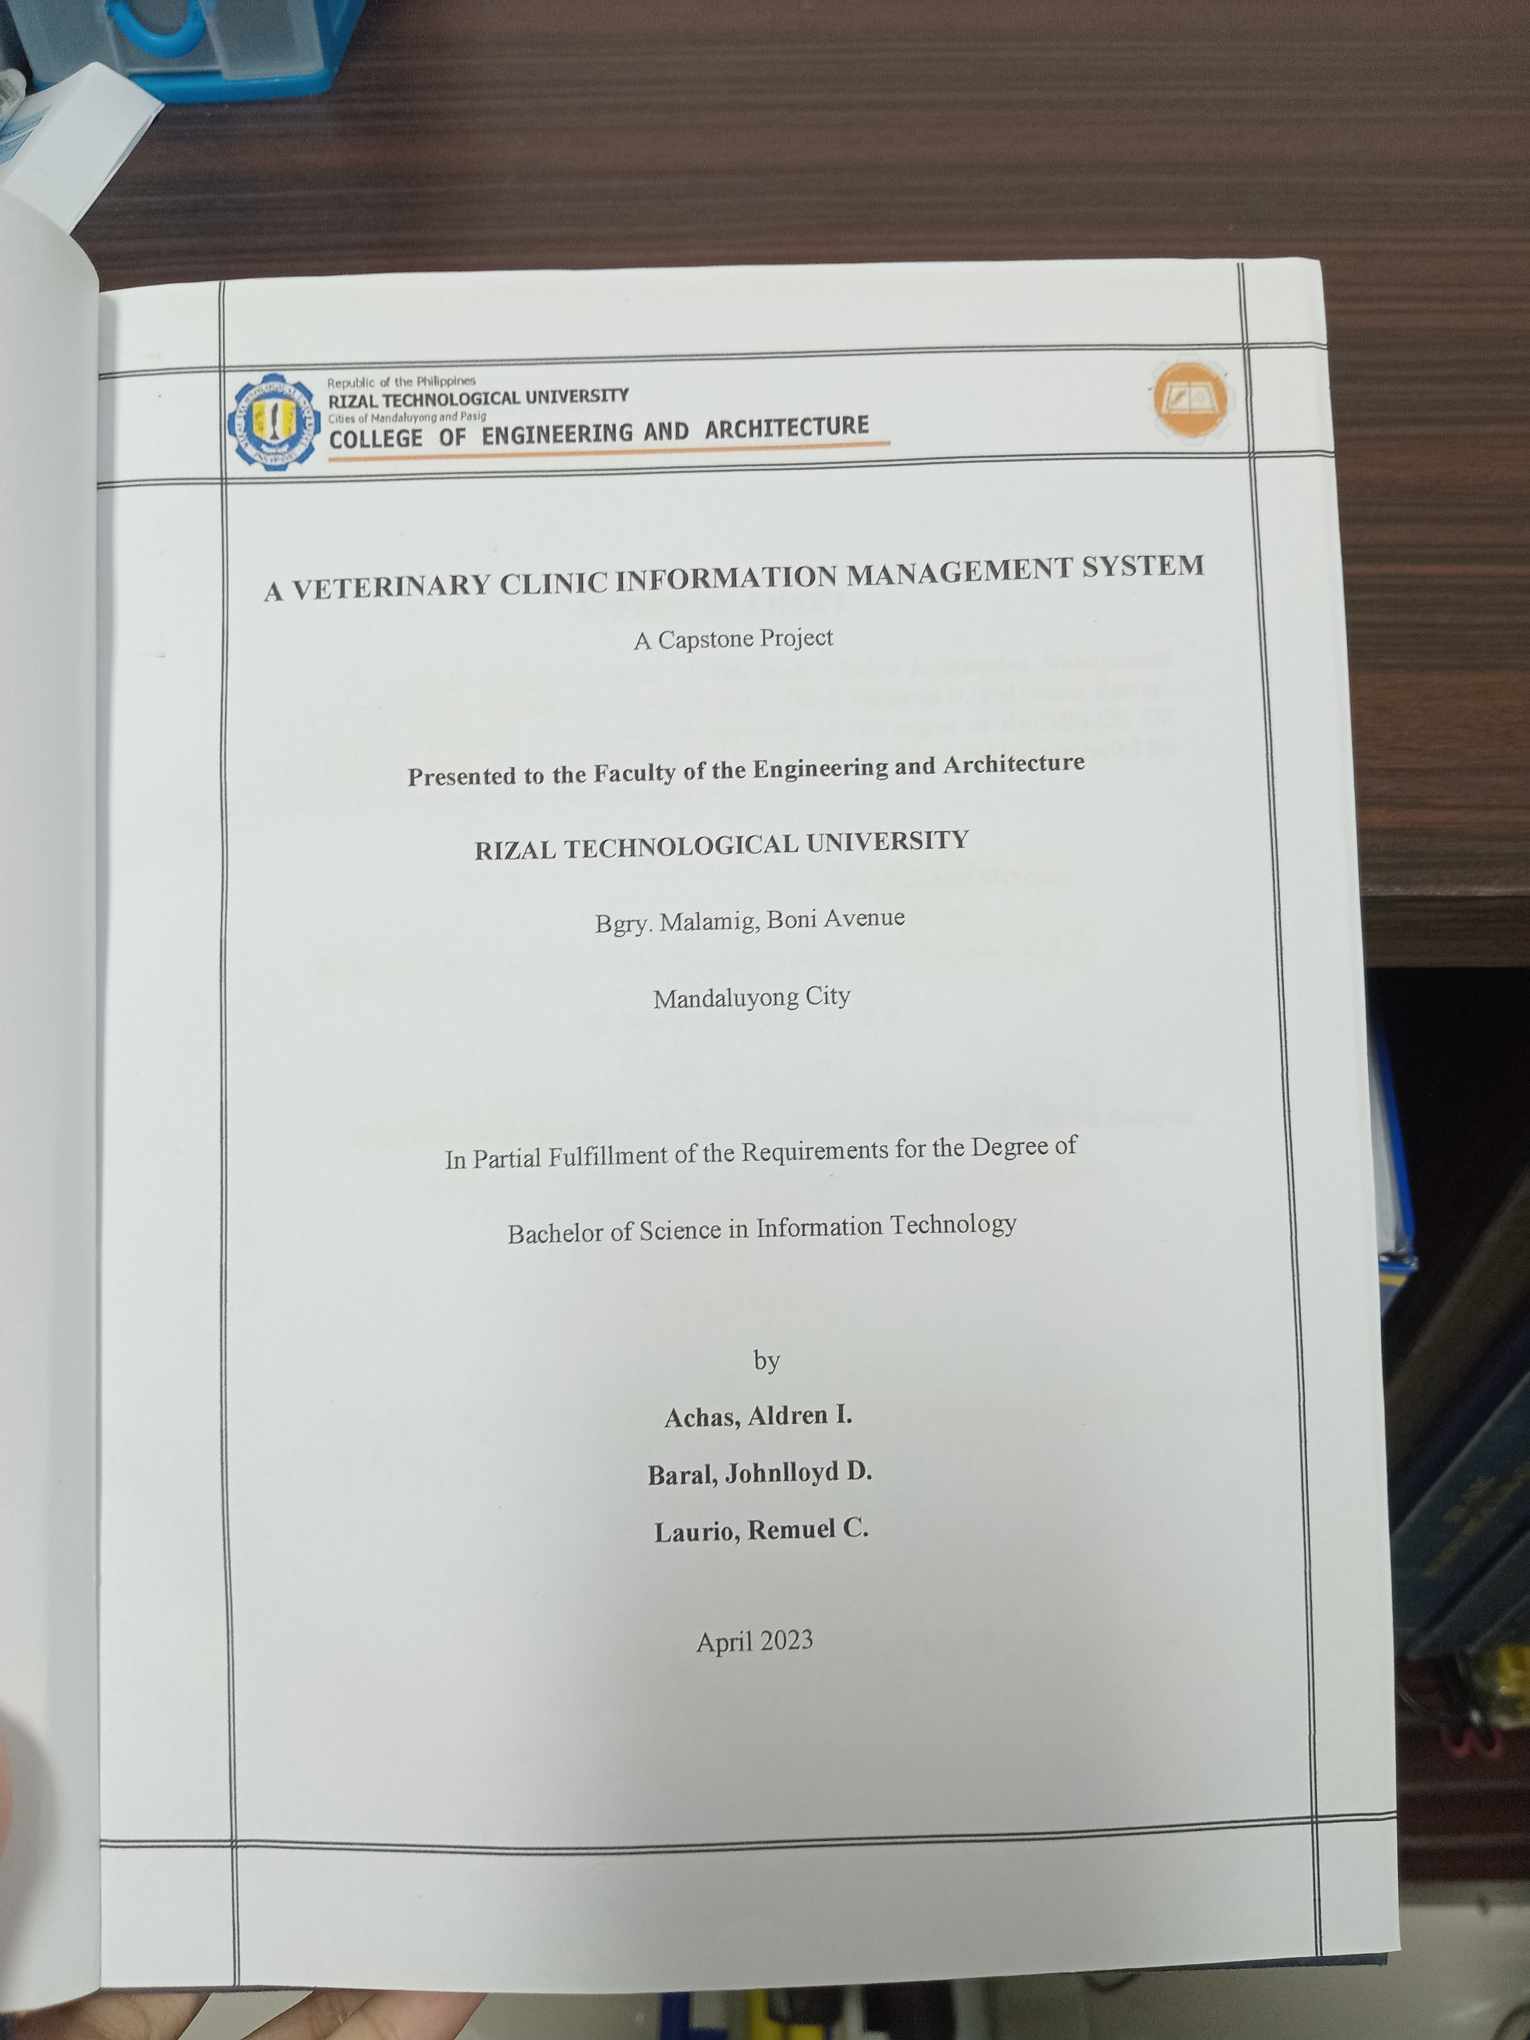 Republic of the Philippines
RIZAL TECHNOLOGICAL UNIVERSITY
Cities of Mandaluyong and Pasig
COLLEGE OF ENGINEERING AND ARCHITECTURE
A VETERINARY CLINIC INFORMATION MANAGEMENT SYSTEM
A Capstone Project
Presented to the Faculty of the Engineering and Architecture
RIZAL TECHNOLOGICAL UNIVERSITY
Bgry. Malamig, Boni Avenue
Mandaluyong City
In Partial Fulfillment of the Requirements for the Degree of
Bachelor of Science in Information Technology
by
Achas, Aldren I.
Baral, Johnlloyd D.
Laurio, Remuel C.
April 2023